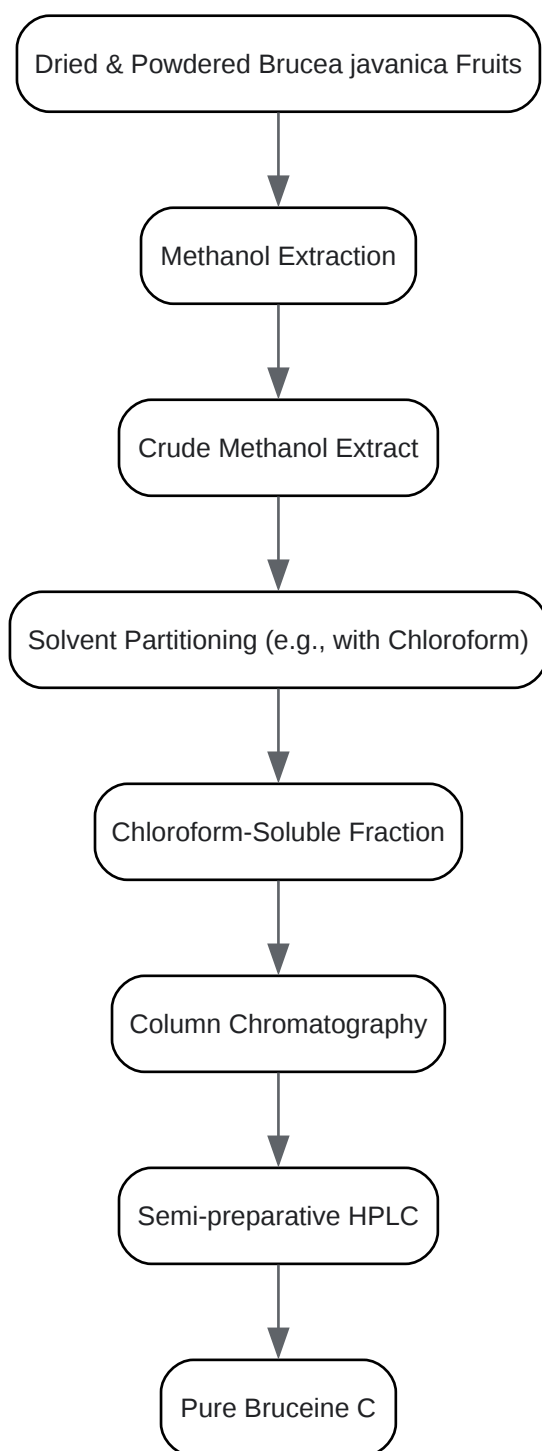 Dried & Powdered Brucea javanica Fruits
Methanol Extraction
Crude Methanol Extract
Solvent Partitioning (e.g., with Chloroform)
Chloroform-Soluble Fraction
Column Chromatography
Semi-preparative HPLC
Pure Bruceine C